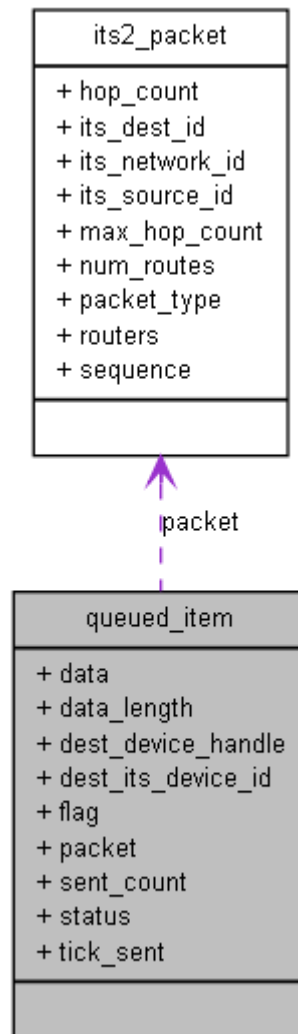 its2_packet
+ hop_count
+ its_dest_id
+ its_network_id
+ its_source_id
+ max_hop_count
+ num_routes
+ packet_type
+ routers
+ sequence
packet
queued_item
+ data
+ data_length
+ dest_device_handle
+ dest_its_device_id
+ flag
+ packet
+ sent_count
+ status
+ tick_sent